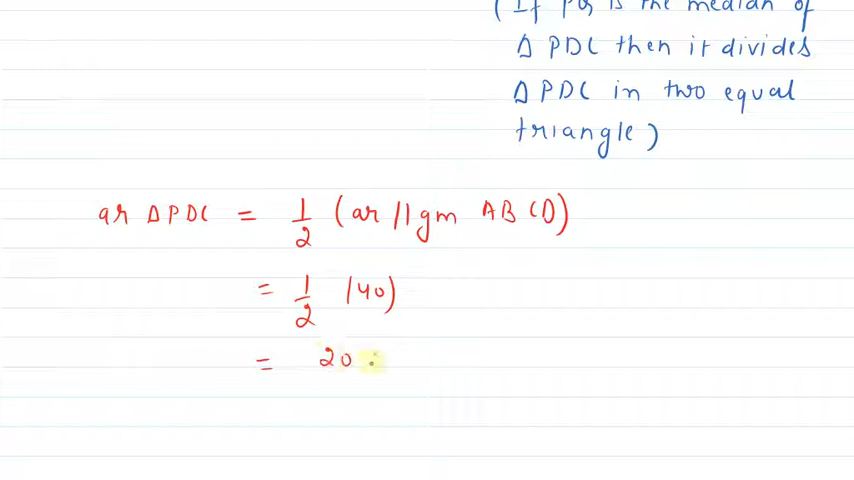 (If PQ is the median of
Δ PDC then it divides
Δ PDC in two equal
triangle)
ar Δ PDC = 1/2 (ar ||gm ABCD)
= 1/2 (40)
= 20